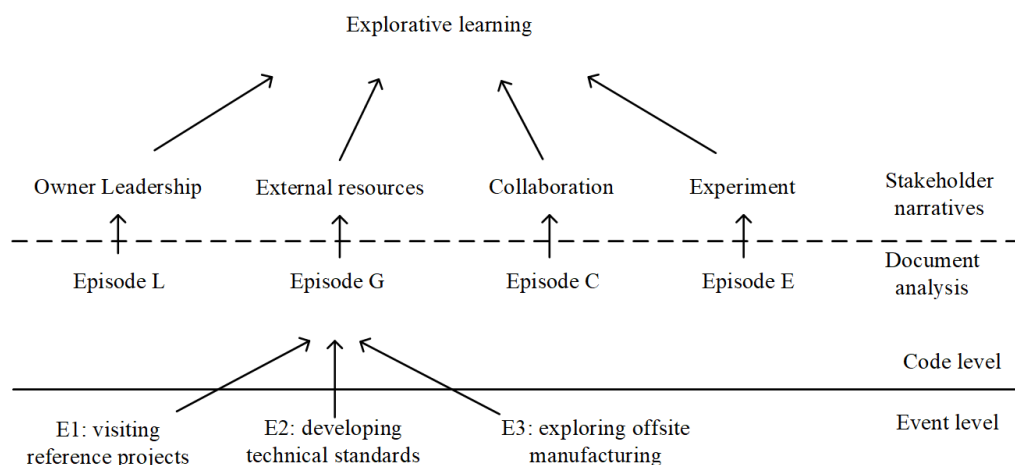 Explorative learning
Owner Leadership
External resources
Collaboration
Experiment
Stakeholder
narratives
Episode L
Episode G
Episode C
Episode E
Document
analysis
Code level
Event level
E1: visiting
reference projects
E2: developing
technical standards
E3: exploring offsite
manufacturing